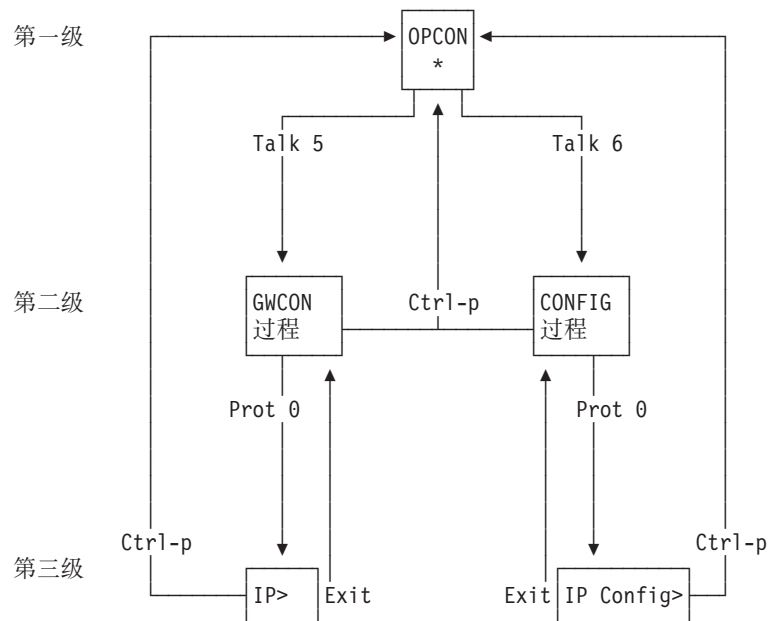 第一级
OPCON
*
Talk 5
Talk 6
第二级
GWCON
过程
Ctrl-p
CONFIG
过程
Prot 0
Prot 0
Ctrl-p
Ctrl-p
第三级
IP>
Exit
Exit
IP Config>